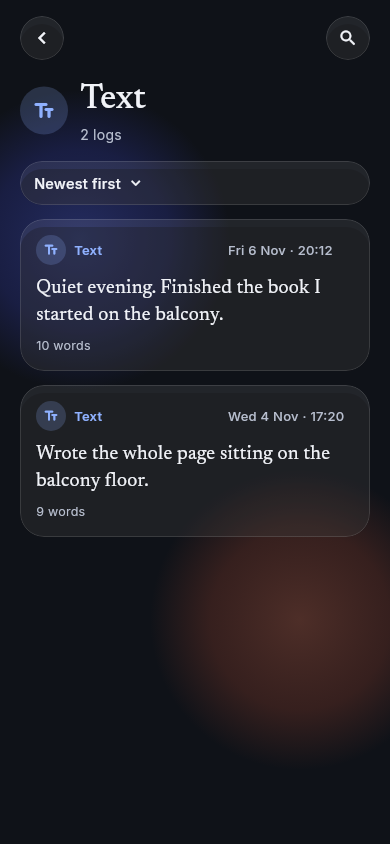 Text
2 logs
Newest first
Tт Text Fri 6 Nov · 20:12
Quiet evening. Finished the book I
started on the balcony.
10 words
Tт Text Wed 4 Nov · 17:20
Wrote the whole page sitting on the
balcony floor.
9 words